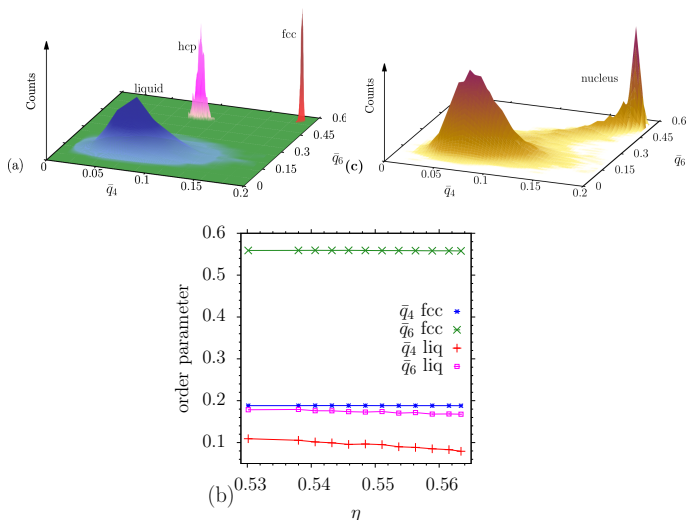 hcp
fcc
liquid
Counts
(a)
0
0.05
0.1
0.15
0.2
q̄₄
0
0.15
0.3
0.45
0.6
q̄₆
nucleus
Counts
(c)
0
0.05
0.1
0.15
0.2
q̄₄
0
0.15
0.3
0.45
0.6
q̄₆
0.6
0.5
0.4
0.3
0.2
0.1
order parameter
q̄₄ fcc
q̄₆ fcc
q̄₄ liq
q̄₆ liq
0.53 0.54 0.55 0.56
(b)
η